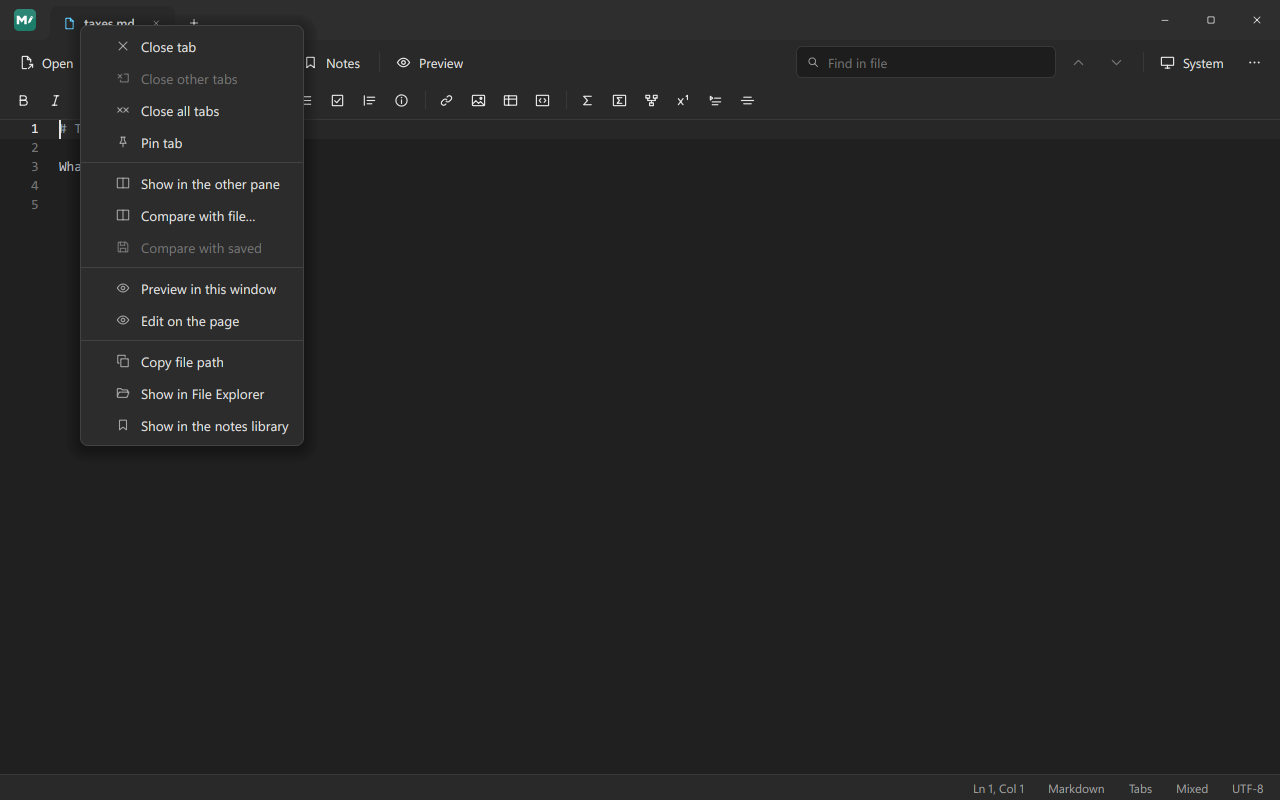 taxes.md
Close tab
Open
Close other tabs
Notes
Preview
Find in file
System
Close all tabs
Pin tab
1
# T
2
3
Wha
4
5
Show in the other pane
Compare with file...
Compare with saved
Preview in this window
Edit on the page
Copy file path
Show in File Explorer
Show in the notes library
Ln 1, Col 1
Markdown
Tabs
Mixed
UTF-8